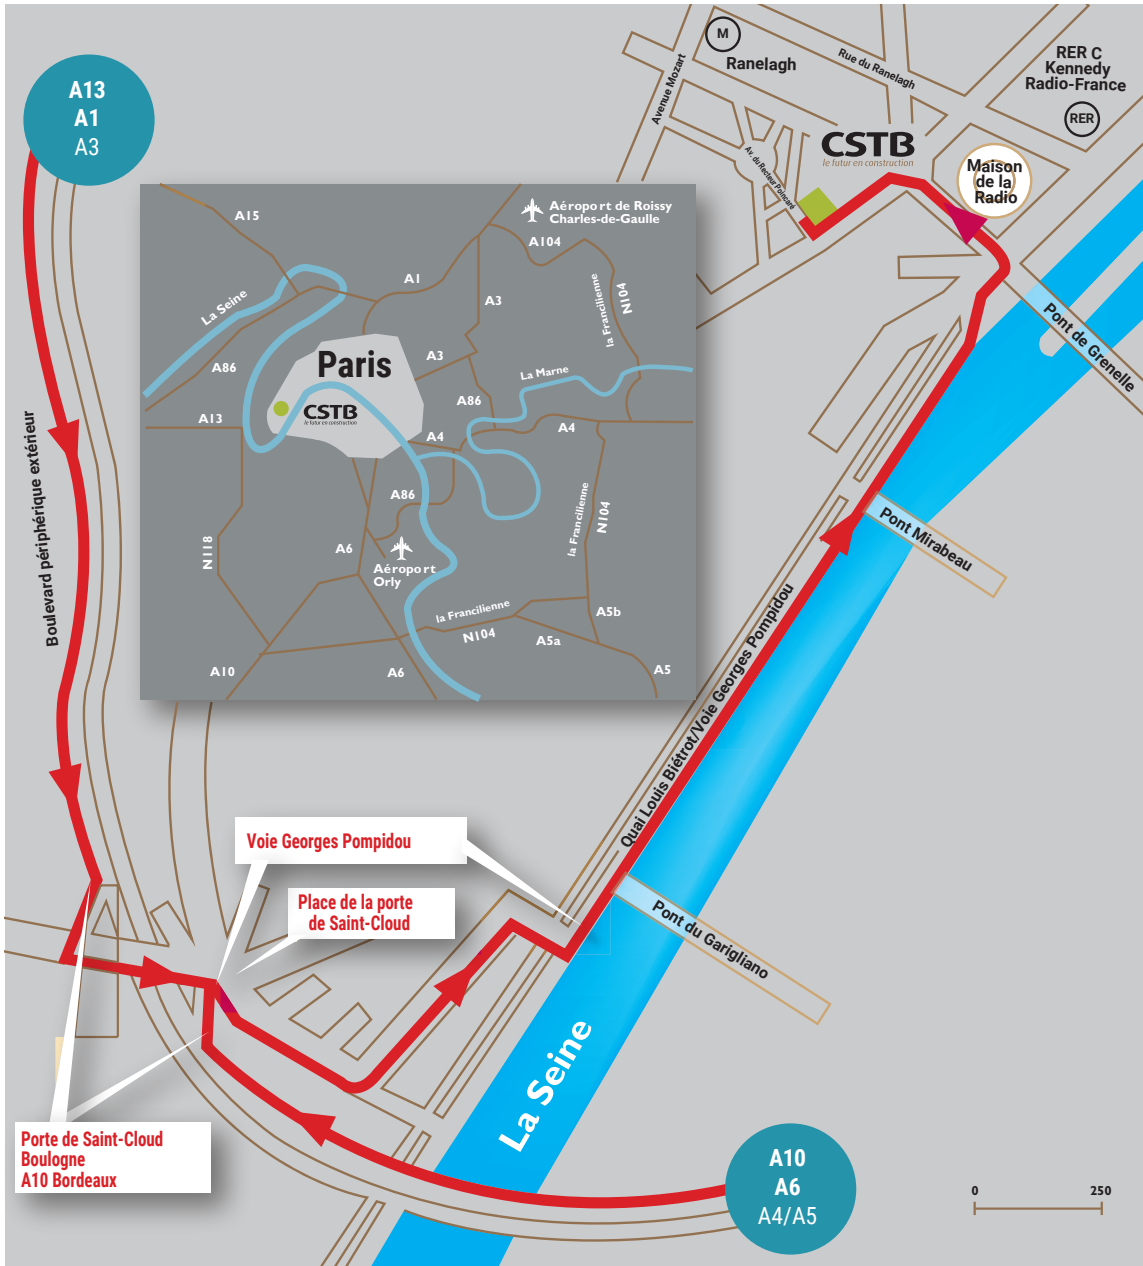 A13
A1
A3
M
Ranelagh
Rue du Ranelagh
Avenue Mozart
RER C
Kennedy
Radio-France
RER
CSTB
le futur en construction
Maison
de la
Radio
Av. du Recteur Poincaré
Pont de Grenelle
Pont Mirabeau
Quai Louis Biétrot/Voie Georges Pompidou
Pont du Garigliano
La Seine
Boulevard périphérique extérieur
A15
Aéroport de Roissy
Charles-de-Gaulle
A104
A1
A3
la Francilienne
N104
La Seine
A86
Paris
A3
La Marne
A86
CSTB
le futur en construction
A13
A4
A4
A86
la Francilienne
N104
N118
A6
Aéroport
Orly
la Francilienne
N104
A5b
A5a
A10
A6
A5
Voie Georges Pompidou
Place de la porte
de Saint-Cloud
Porte de Saint-Cloud
Boulogne
A10 Bordeaux
A10
A6
A4/A5
0 250